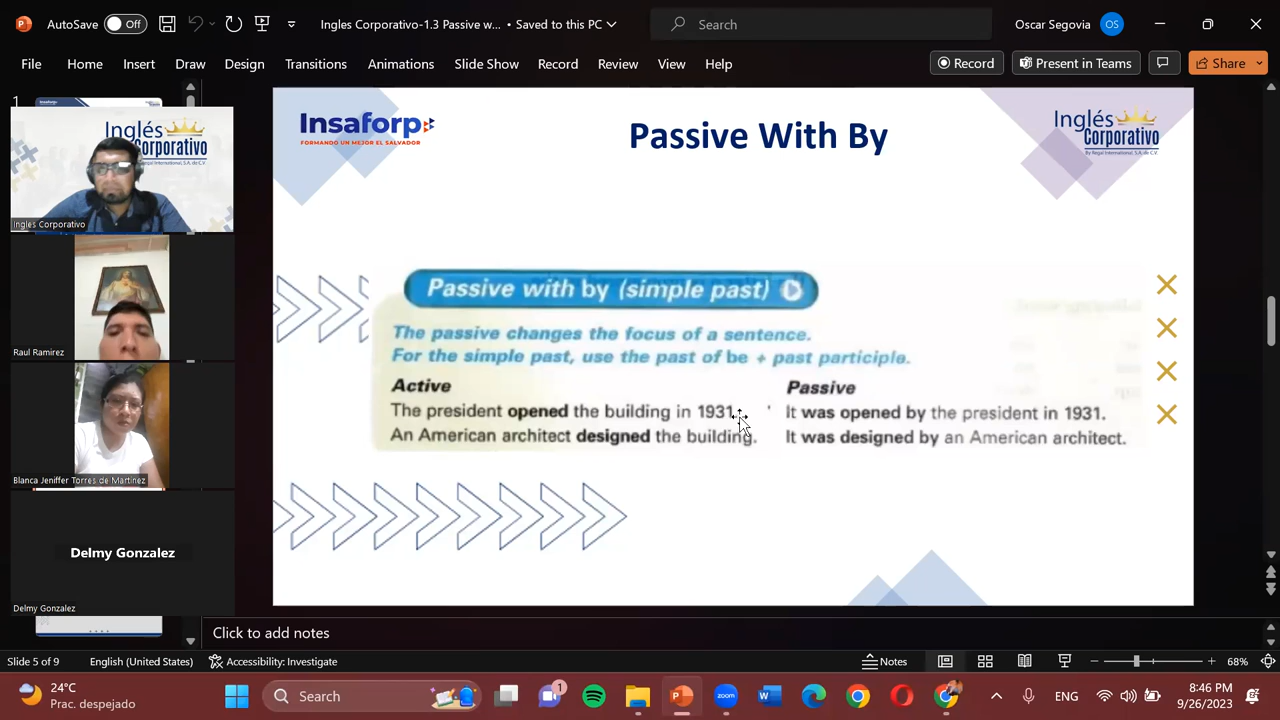 AutoSave Off Ingles Corporativo-1.3 Passive w... • Saved to this PC Search Oscar Segovia OS
File Home Insert Draw Design Transitions Animations Slide Show Record Review View Help Record Present in Teams Share
1
Inglés
Corporativo
Ingles Corporativo
Raul Ramirez
Blanca Jeniffer Torres de Martinez
Delmy Gonzalez
Delmy Gonzalez
Insaforp
FORMANDO UN MEJOR EL SALVADOR
Passive With By
Inglés
Corporativo
By Regal International, S.A. de C.V.
Passive with by (simple past)
The passive changes the focus of a sentence.
For the simple past, use the past of be + past participle.
Active Passive
The president opened the building in 1931. It was opened by the president in 1931.
An American architect designed the building. It was designed by an American architect.
Click to add notes
Slide 5 of 9 English (United States) Accessibility: Investigate Notes 68%
24°C
Prac. despejado
Search
1
ENG
8:46 PM
9/26/2023